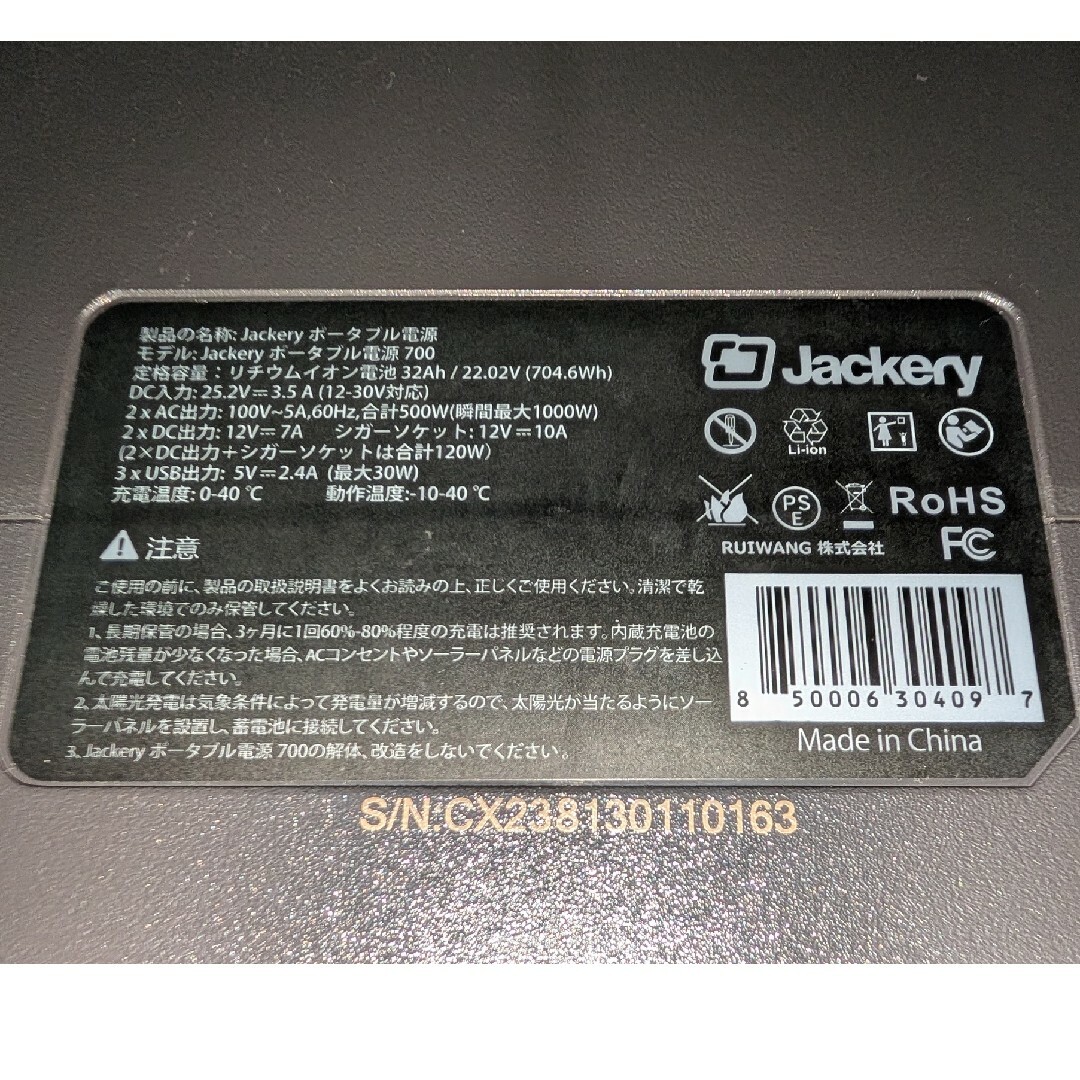 製品の名称: Jackery ポータブル電源
モデル: Jackery ポータブル電源 700
定格容量：リチウムイオン電池 32Ah / 22.02V (704.6Wh)
DC入力: 25.2V⎓3.5 A (12-30V対応)
2 x AC出力: 100V~5A,60Hz,合計500W(瞬間最大1000W)
2 x DC出力: 12V⎓7A シガーソケット: 12V⎓10A
(2×DC出力＋シガーソケットは合計120W)
3 x USB出力: 5V⎓2.4A (最大30W)
充電温度: 0-40 ℃ 動作温度:-10-40 ℃
注意
ご使用の前に、製品の取扱説明書をよくお読みの上、正しくご使用ください。清潔で乾
燥した環境でのみ保管してください。
1、長期保管の場合、3ヶ月に1回60%-80%程度の充電は推奨されます。内蔵充電池の
電池残量が少なくなった場合、ACコンセントやソーラーパネルなどの電源プラグを差し込
んで充電してください。
2、太陽光発電は気象条件によって発電量が増減するので、太陽光が当たるようにソー
ラーパネルを設置し、蓄電池に接続してください。
3、Jackery ポータブル電源 700の解体、改造をしないでください。
Jackery
Li-ion
PS
E
RoHS
RUIWANG 株式会社
FC
8 50006 30409 7
Made in China
S/N:CX238130110163